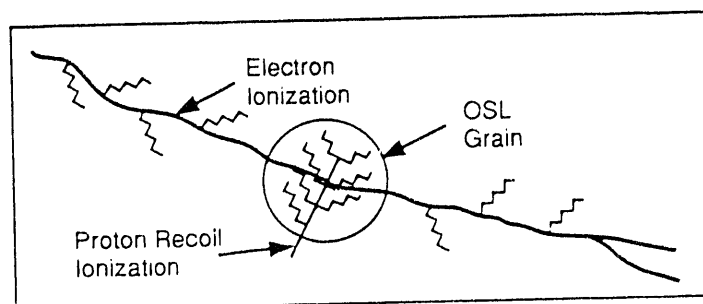 Electron
Ionization
OSL
Grain
Proton Recoil
Ionization